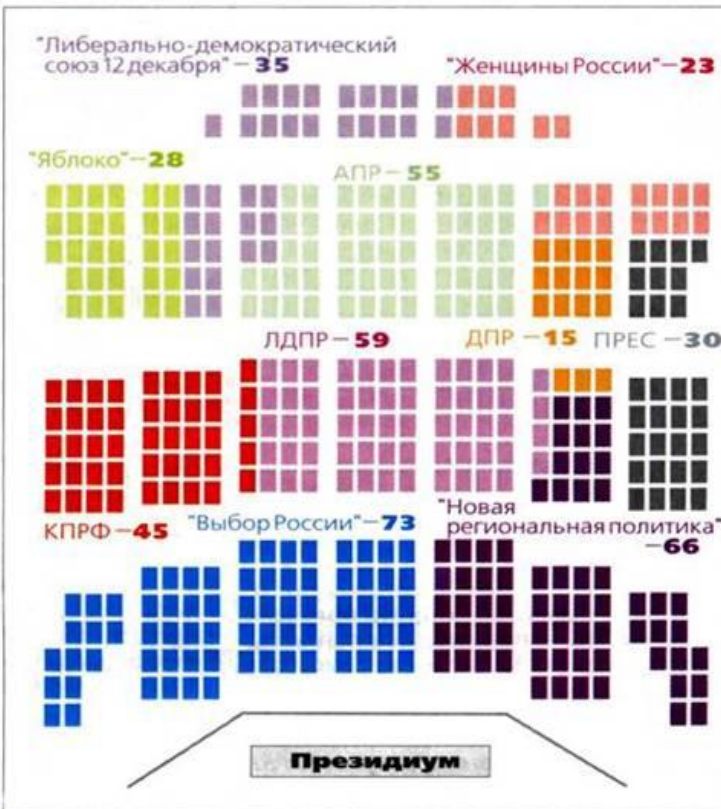 "Либерально-демократический
союз 12 декабря" – 35
"Женщины России" – 23
"Яблоко" – 28
АПР – 55
ЛДПР – 59
ДПР – 15
ПРЕС – 30
КПРФ – 45
"Выбор России" – 73
"Новая
региональная политика"
– 66
Президиум